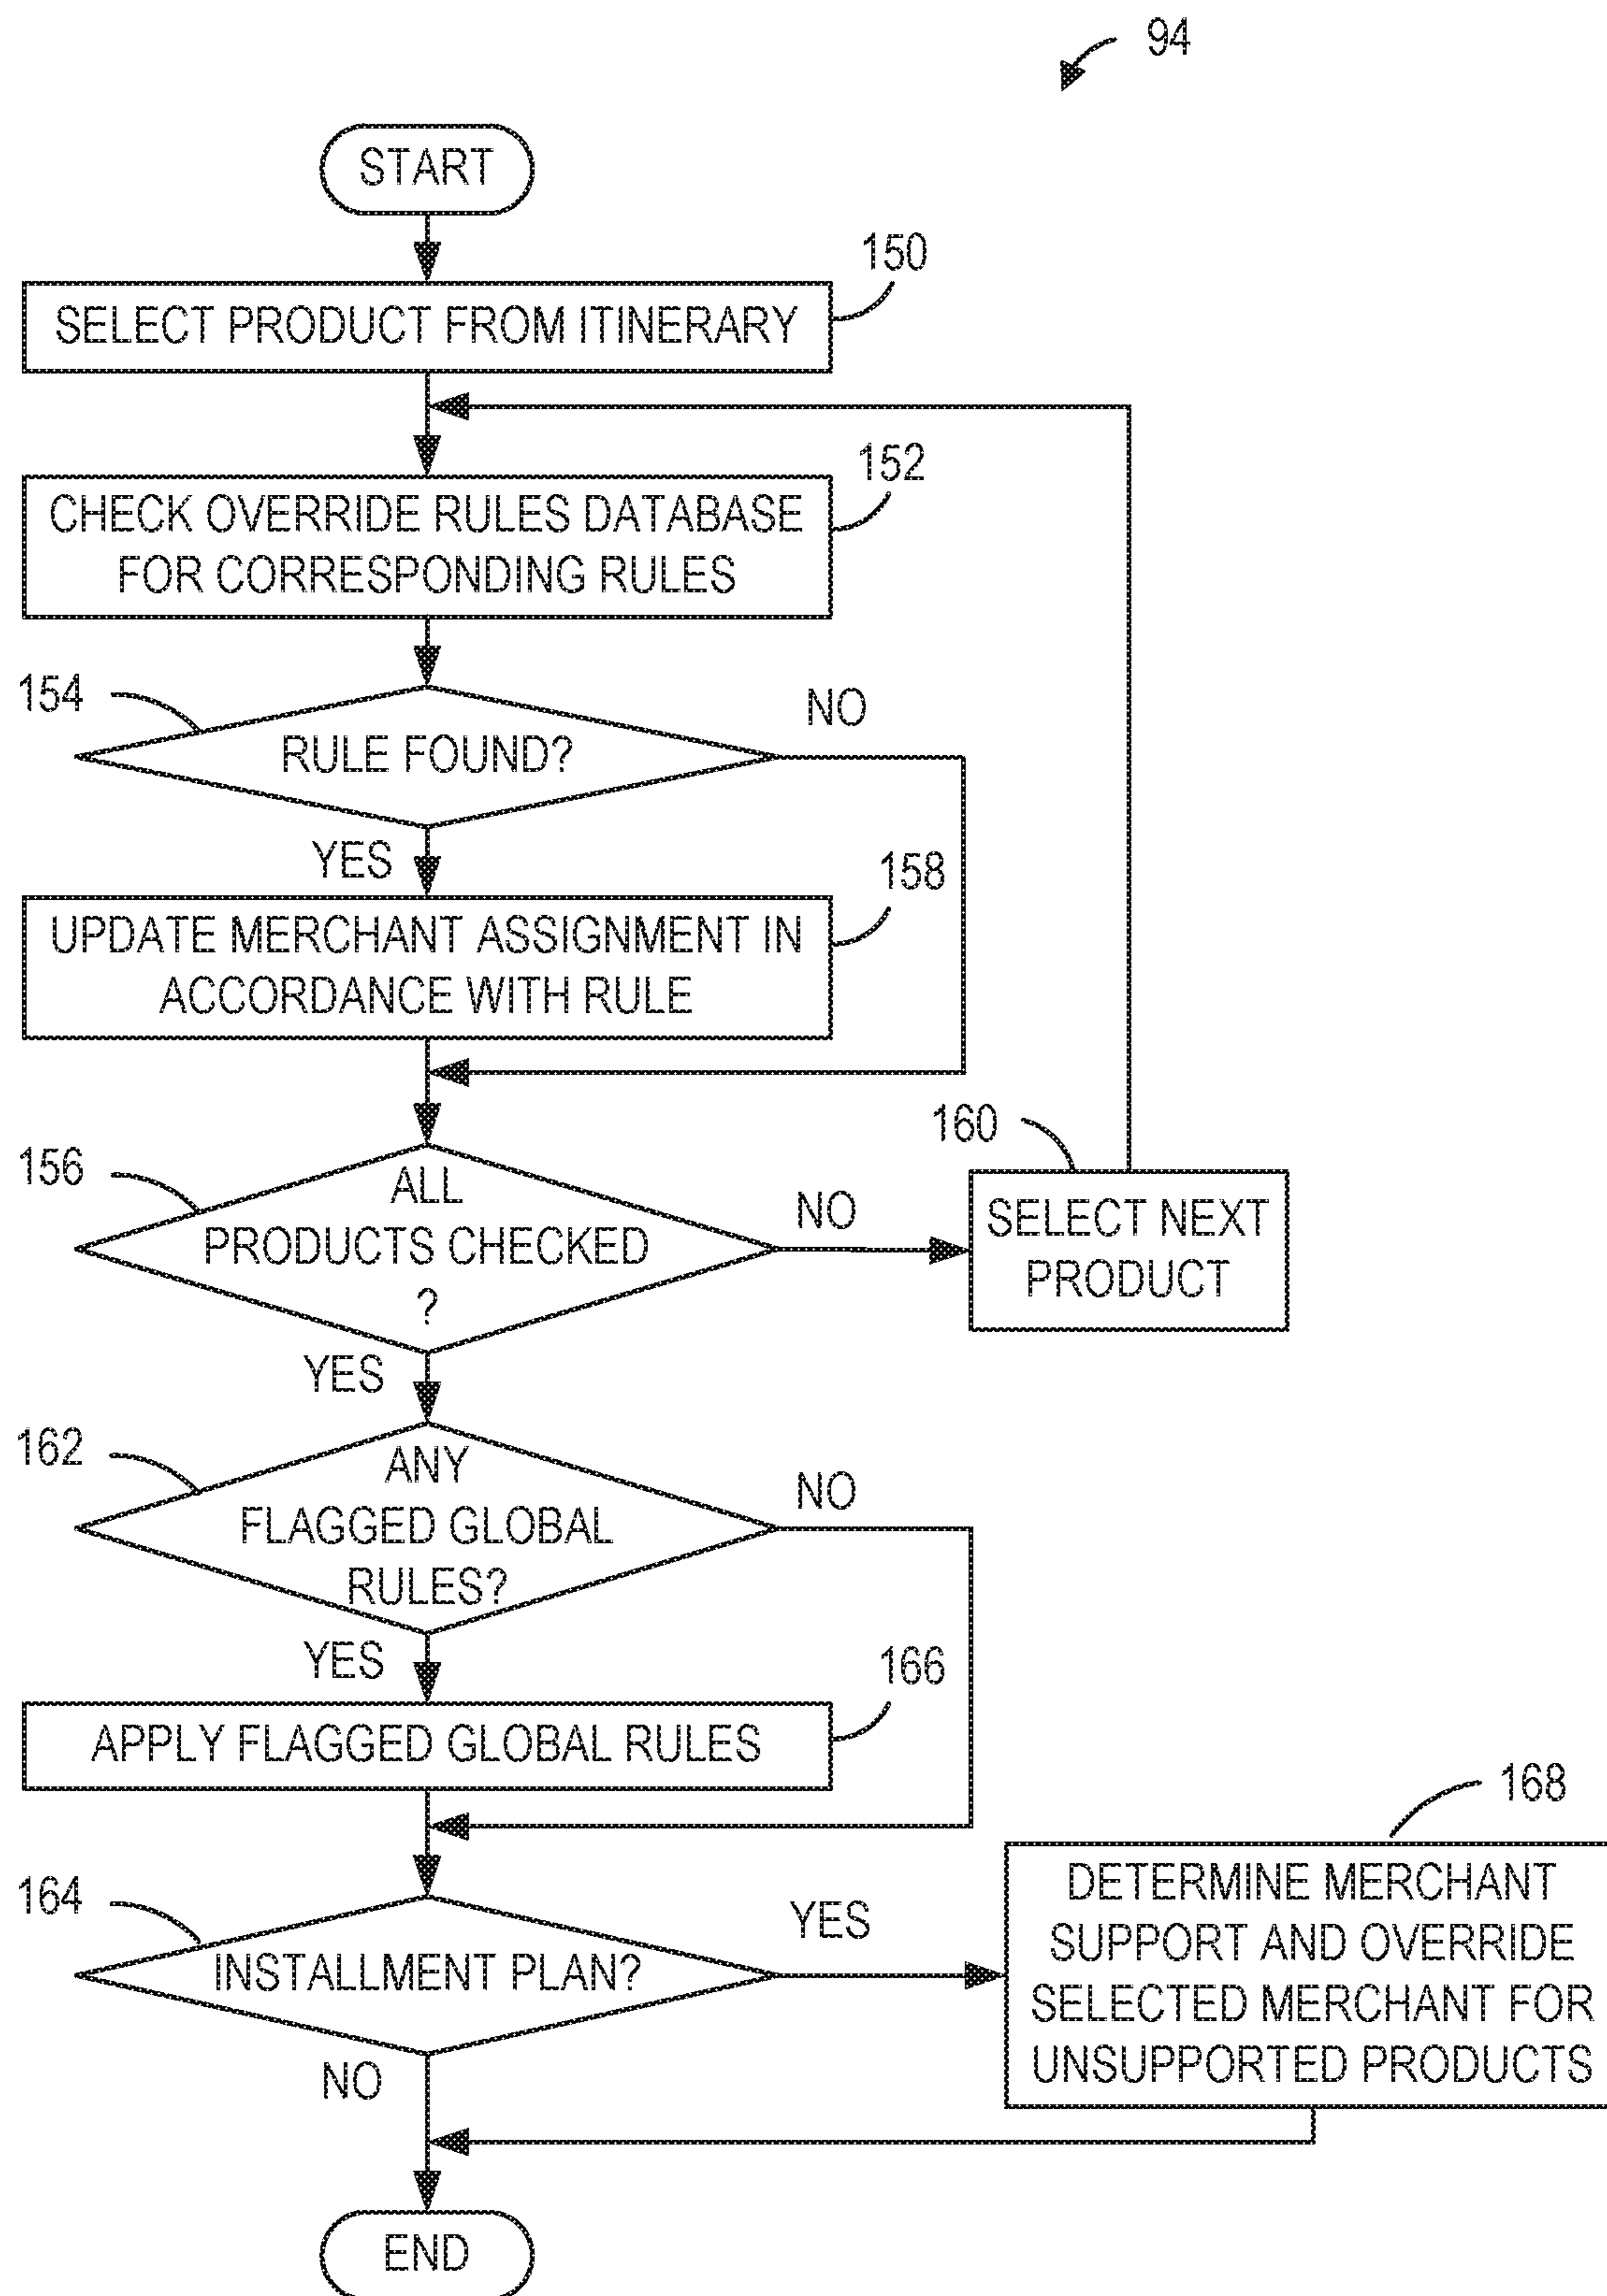 94
START
150
SELECT PRODUCT FROM ITINERARY
152
CHECK OVERRIDE RULES DATABASE
FOR CORRESPONDING RULES
154
NO
RULE FOUND?
YES
158
UPDATE MERCHANT ASSIGNMENT IN
ACCORDANCE WITH RULE
160
156
ALL
PRODUCTS CHECKED
?
NO
SELECT NEXT
PRODUCT
YES
162
ANY
FLAGGED GLOBAL
RULES?
NO
YES
166
APPLY FLAGGED GLOBAL RULES
168
164
INSTALLMENT PLAN?
YES
DETERMINE MERCHANT
SUPPORT AND OVERRIDE
SELECTED MERCHANT FOR
UNSUPPORTED PRODUCTS
NO
END